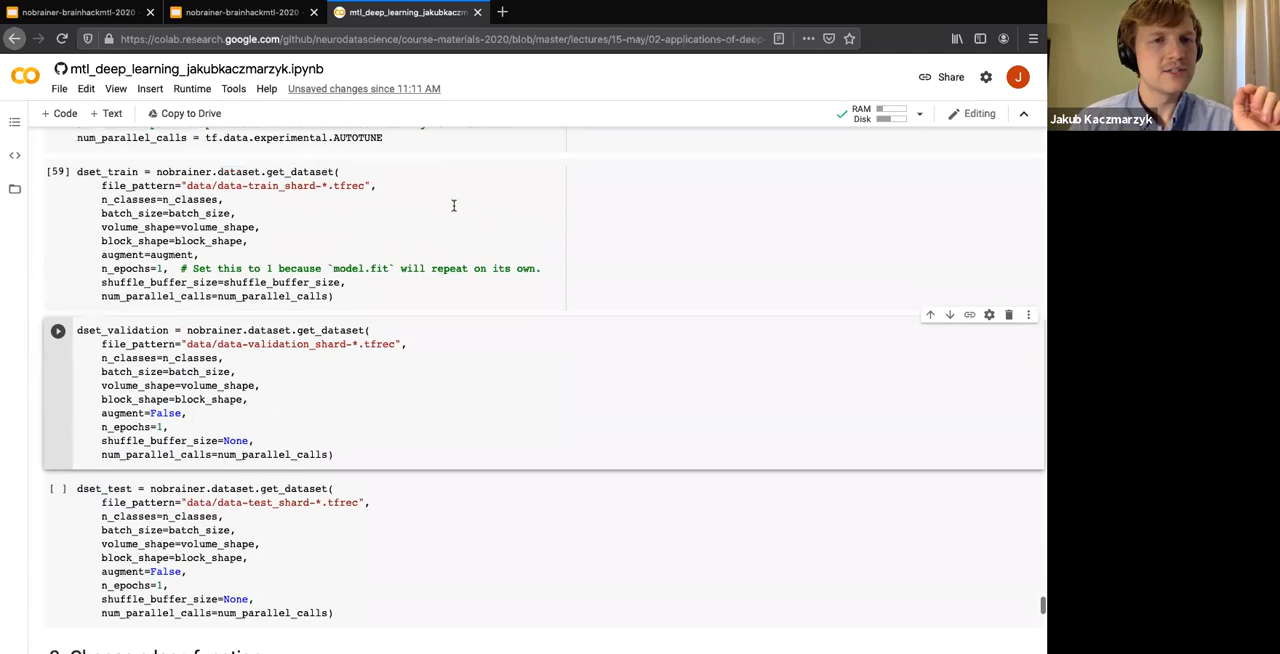 nobrainer-brainhackmtl-2020
nobrainer-brainhackmtl-2020
mtl_deep_learning_jakubkaczm
https://colab.research.google.com/github/neurodatascience/course-materials-2020/blob/master/lectures/15-may/02-applications-of-deep-
mtl_deep_learning_jakubkaczmarzyk.ipynb
Share
J
File Edit View Insert Runtime Tools Help Unsaved changes since 11:11 AM
+ Code + Text Copy to Drive
RAM
Disk
Editing
Jakub Kaczmarzyk
num_parallel_calls = tf.data.experimental.AUTOTUNE
[59] dset_train = nobrainer.dataset.get_dataset(
file_pattern="data/data-train_shard-*.tfrec",
n_classes=n_classes,
batch_size=batch_size,
volume_shape=volume_shape,
block_shape=block_shape,
augment=augment,
n_epochs=1, # Set this to 1 because `model.fit` will repeat on its own.
shuffle_buffer_size=shuffle_buffer_size,
num_parallel_calls=num_parallel_calls)
dset_validation = nobrainer.dataset.get_dataset(
file_pattern="data/data-validation_shard-*.tfrec",
n_classes=n_classes,
batch_size=batch_size,
volume_shape=volume_shape,
block_shape=block_shape,
augment=False,
n_epochs=1,
shuffle_buffer_size=None,
num_parallel_calls=num_parallel_calls)
[ ] dset_test = nobrainer.dataset.get_dataset(
file_pattern="data/data-test_shard-*.tfrec",
n_classes=n_classes,
batch_size=batch_size,
volume_shape=volume_shape,
block_shape=block_shape,
augment=False,
n_epochs=1,
shuffle_buffer_size=None,
num_parallel_calls=num_parallel_calls)